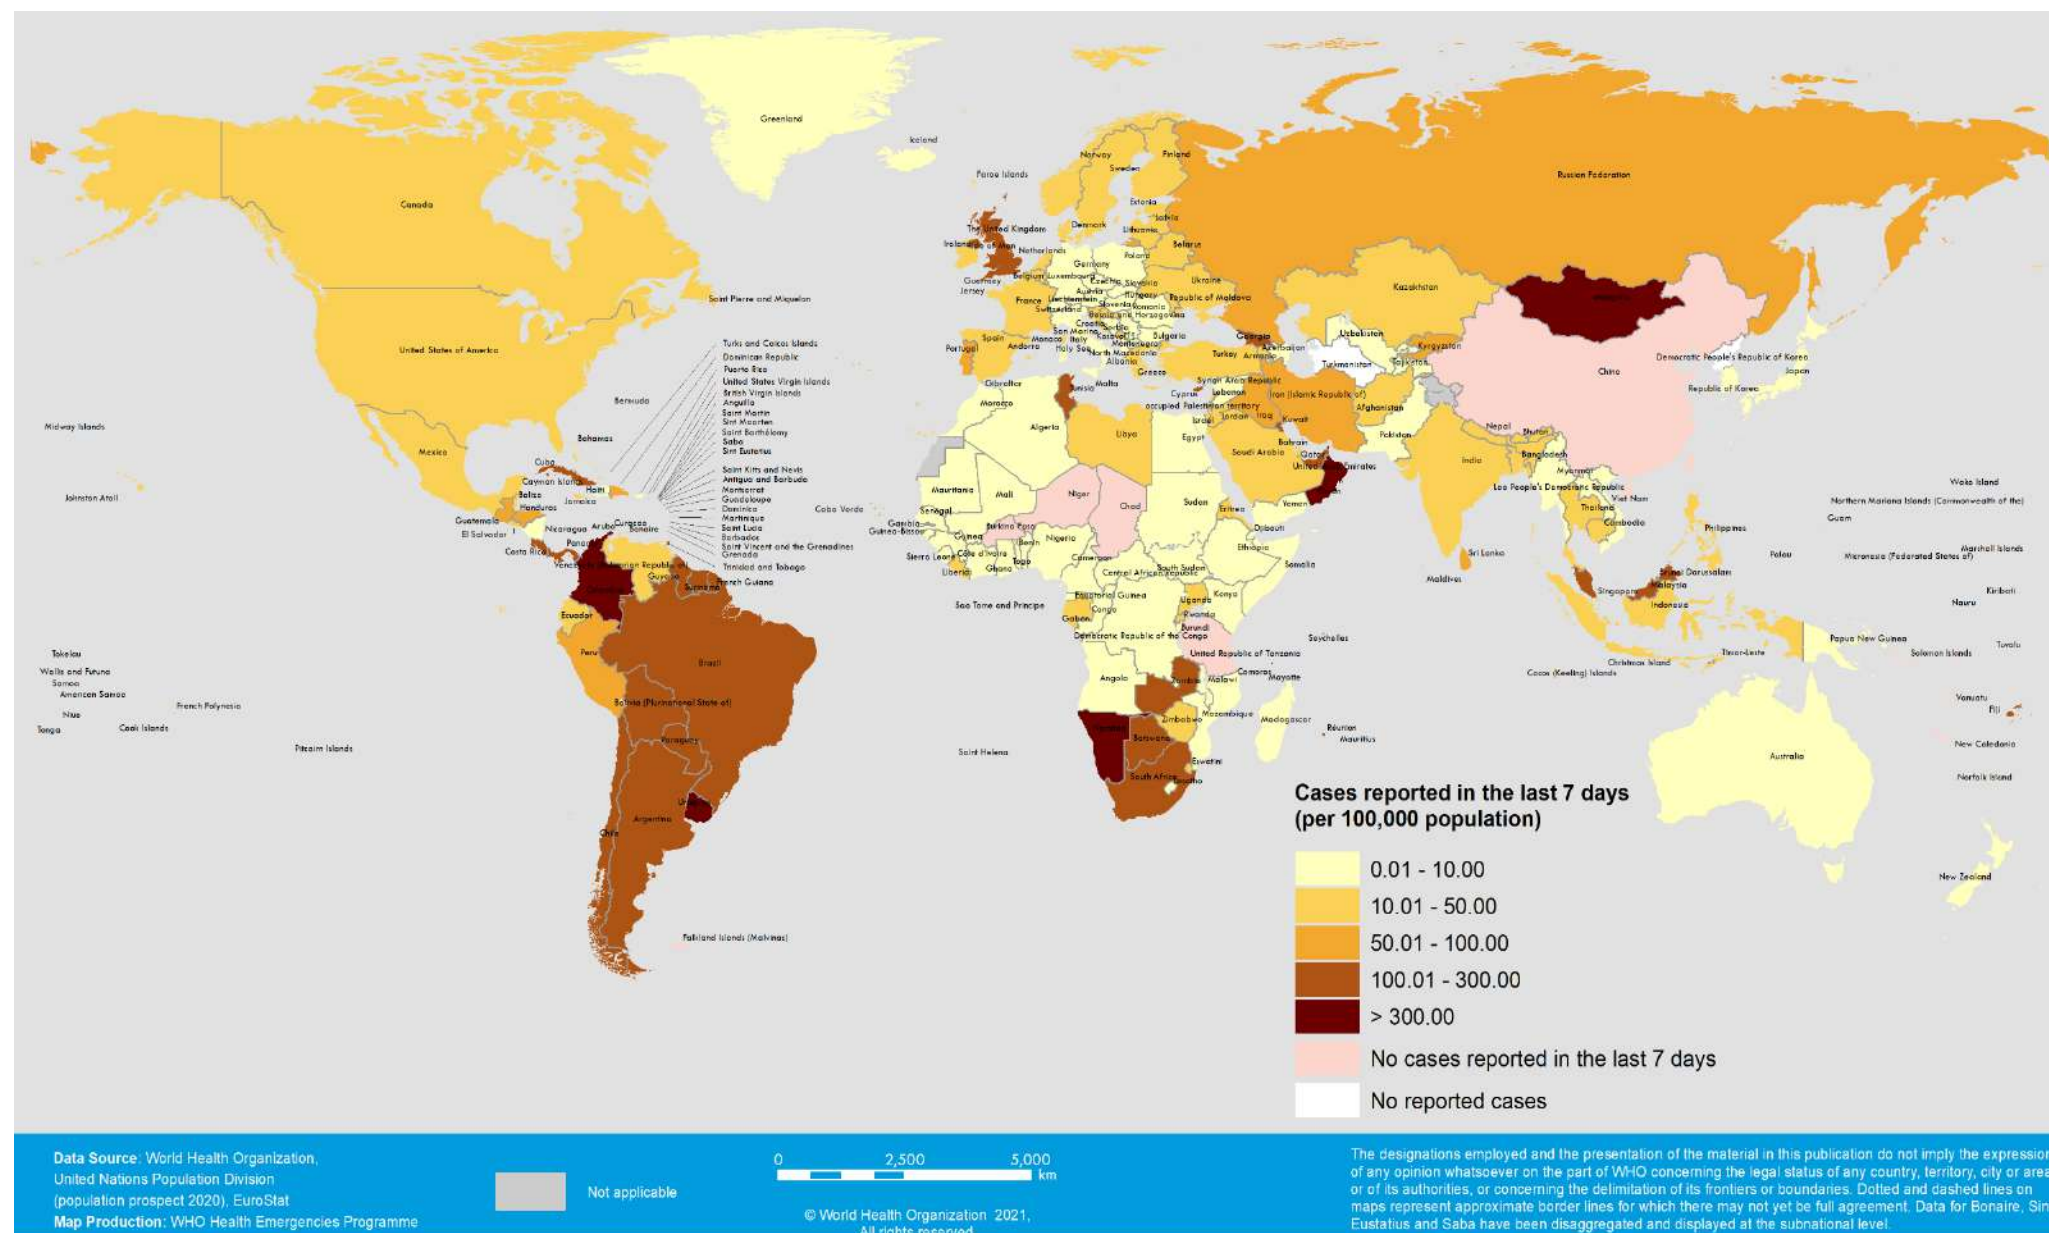 Greenland
Iceland
Faroe Islands
Norway
Finland
Sweden
Russian Federation
Canada
Estonia
Latvia
Denmark
Lithuania
The United Kingdom
Belarus
Ireland
Netherlands
Poland
Germany
Belgium
Luxembourg
Ukraine
Guernsey
Jersey
Czechia
Slovakia
Austria
Hungary
Kazakhstan
Saint Pierre and Miquelon
France
Liechtenstein
Republic of Moldova
Slovenia
Romania
Switzerland
Bosnia and Herzegovina
Croatia
Serbia
San Marino
Spain
Monaco
Italy
Bulgaria
Georgia
Uzbekistan
Portugal
Andorra
Holy See
Montenegro
North Macedonia
Albania
Turkey
Armenia
Azerbaijan
Kyrgyzstan
Turkmenistan
Tajikistan
Democratic People's Republic of Korea
United States of America
Greece
China
Japan
Republic of Korea
Turks and Caicos Islands
Dominican Republic
Puerto Rico
United States Virgin Islands
British Virgin Islands
Anguilla
Saint Martin
Sint Maarten
Saint Barthélemy
Saba
Sint Eustatius
Saint Kitts and Nevis
Antigua and Barbuda
Montserrat
Guadeloupe
Dominica
Martinique
Saint Lucia
Barbados
Saint Vincent and the Grenadines
Grenada
Trinidad and Tobago
Gibraltar
Tunisia
Malta
Cyprus
Syrian Arab Republic
Lebanon
Iran (Islamic Republic of)
occupied Palestinian territory
Israel
Jordan
Iraq
Kuwait
Afghanistan
Bermuda
Morocco
Algeria
Libya
Egypt
Bahrain
Qatar
Pakistan
Nepal
Bhutan
Midway Islands
Bahamas
Mexico
Cuba
Saudi Arabia
United Arab Emirates
India
Bangladesh
Myanmar
Lao People's Democratic Republic
Viet Nam
Johnston Atoll
Cayman Islands
Belize
Haiti
Jamaica
Honduras
Guatemala
El Salvador
Nicaragua
Aruba
Curacao
Bonaire
Costa Rica
Panama
Cabo Verde
Mauritania
Mali
Niger
Chad
Sudan
Eritrea
Yemen
Senegal
Gambia
Guinea-Bissau
Guinea
Burkina Faso
Benin
Nigeria
Djibouti
Ethiopia
Sierra Leone
Côte d'Ivoire
Liberia
Ghana
Togo
Cameroon
Central African Republic
South Sudan
Somalia
Thailand
Cambodia
Philippines
Wake Island
Northern Mariana Islands (Commonwealth of the)
Guam
Sri Lanka
Maldives
Palau
Marshall Islands
Micronesia (Federated States of)
Guyana
Suriname
French Guiana
Ecuador
Sao Tome and Principe
Equatorial Guinea
Gabon
Congo
Uganda
Kenya
Rwanda
Burundi
Democratic Republic of the Congo
United Republic of Tanzania
Seychelles
Brunei Darussalam
Malaysia
Singapore
Indonesia
Kiribati
Nauru
Papua New Guinea
Solomon Islands
Tuvalu
Timor-Leste
Christmas Island
Cocos (Keeling) Islands
Tokelau
Wallis and Futuna
Samoa
American Samoa
Niue
Tonga
Cook Islands
French Polynesia
Pitcairn Islands
Peru
Brazil
Bolivia (Plurinational State of)
Paraguay
Argentina
Chile
Falkland Islands (Malvinas)
Saint Helena
Angola
Zambia
Malawi
Comoros
Mayotte
Zimbabwe
Mozambique
Madagascar
Botswana
Réunion
Mauritius
Eswatini
South Africa
Lesotho
Vanuatu
Fiji
New Caledonia
Norfolk Island
Australia
New Zealand
Cases reported in the last 7 days
(per 100,000 population)
0.01 - 10.00
10.01 - 50.00
50.01 - 100.00
100.01 - 300.00
> 300.00
No cases reported in the last 7 days
No reported cases
Data Source: World Health Organization,
United Nations Population Division
(population prospect 2020), EuroStat
Map Production: WHO Health Emergencies Programme
Not applicable
0 2,500 5,000
km
© World Health Organization 2021,
All rights reserved
The designations employed and the presentation of the material in this publication do not imply the expression
of any opinion whatsoever on the part of WHO concerning the legal status of any country, territory, city or area
or of its authorities, or concerning the delimitation of its frontiers or boundaries. Dotted and dashed lines on
maps represent approximate border lines for which there may not yet be full agreement. Data for Bonaire, Sin
Eustatius and Saba have been disaggregated and displayed at the subnational level.